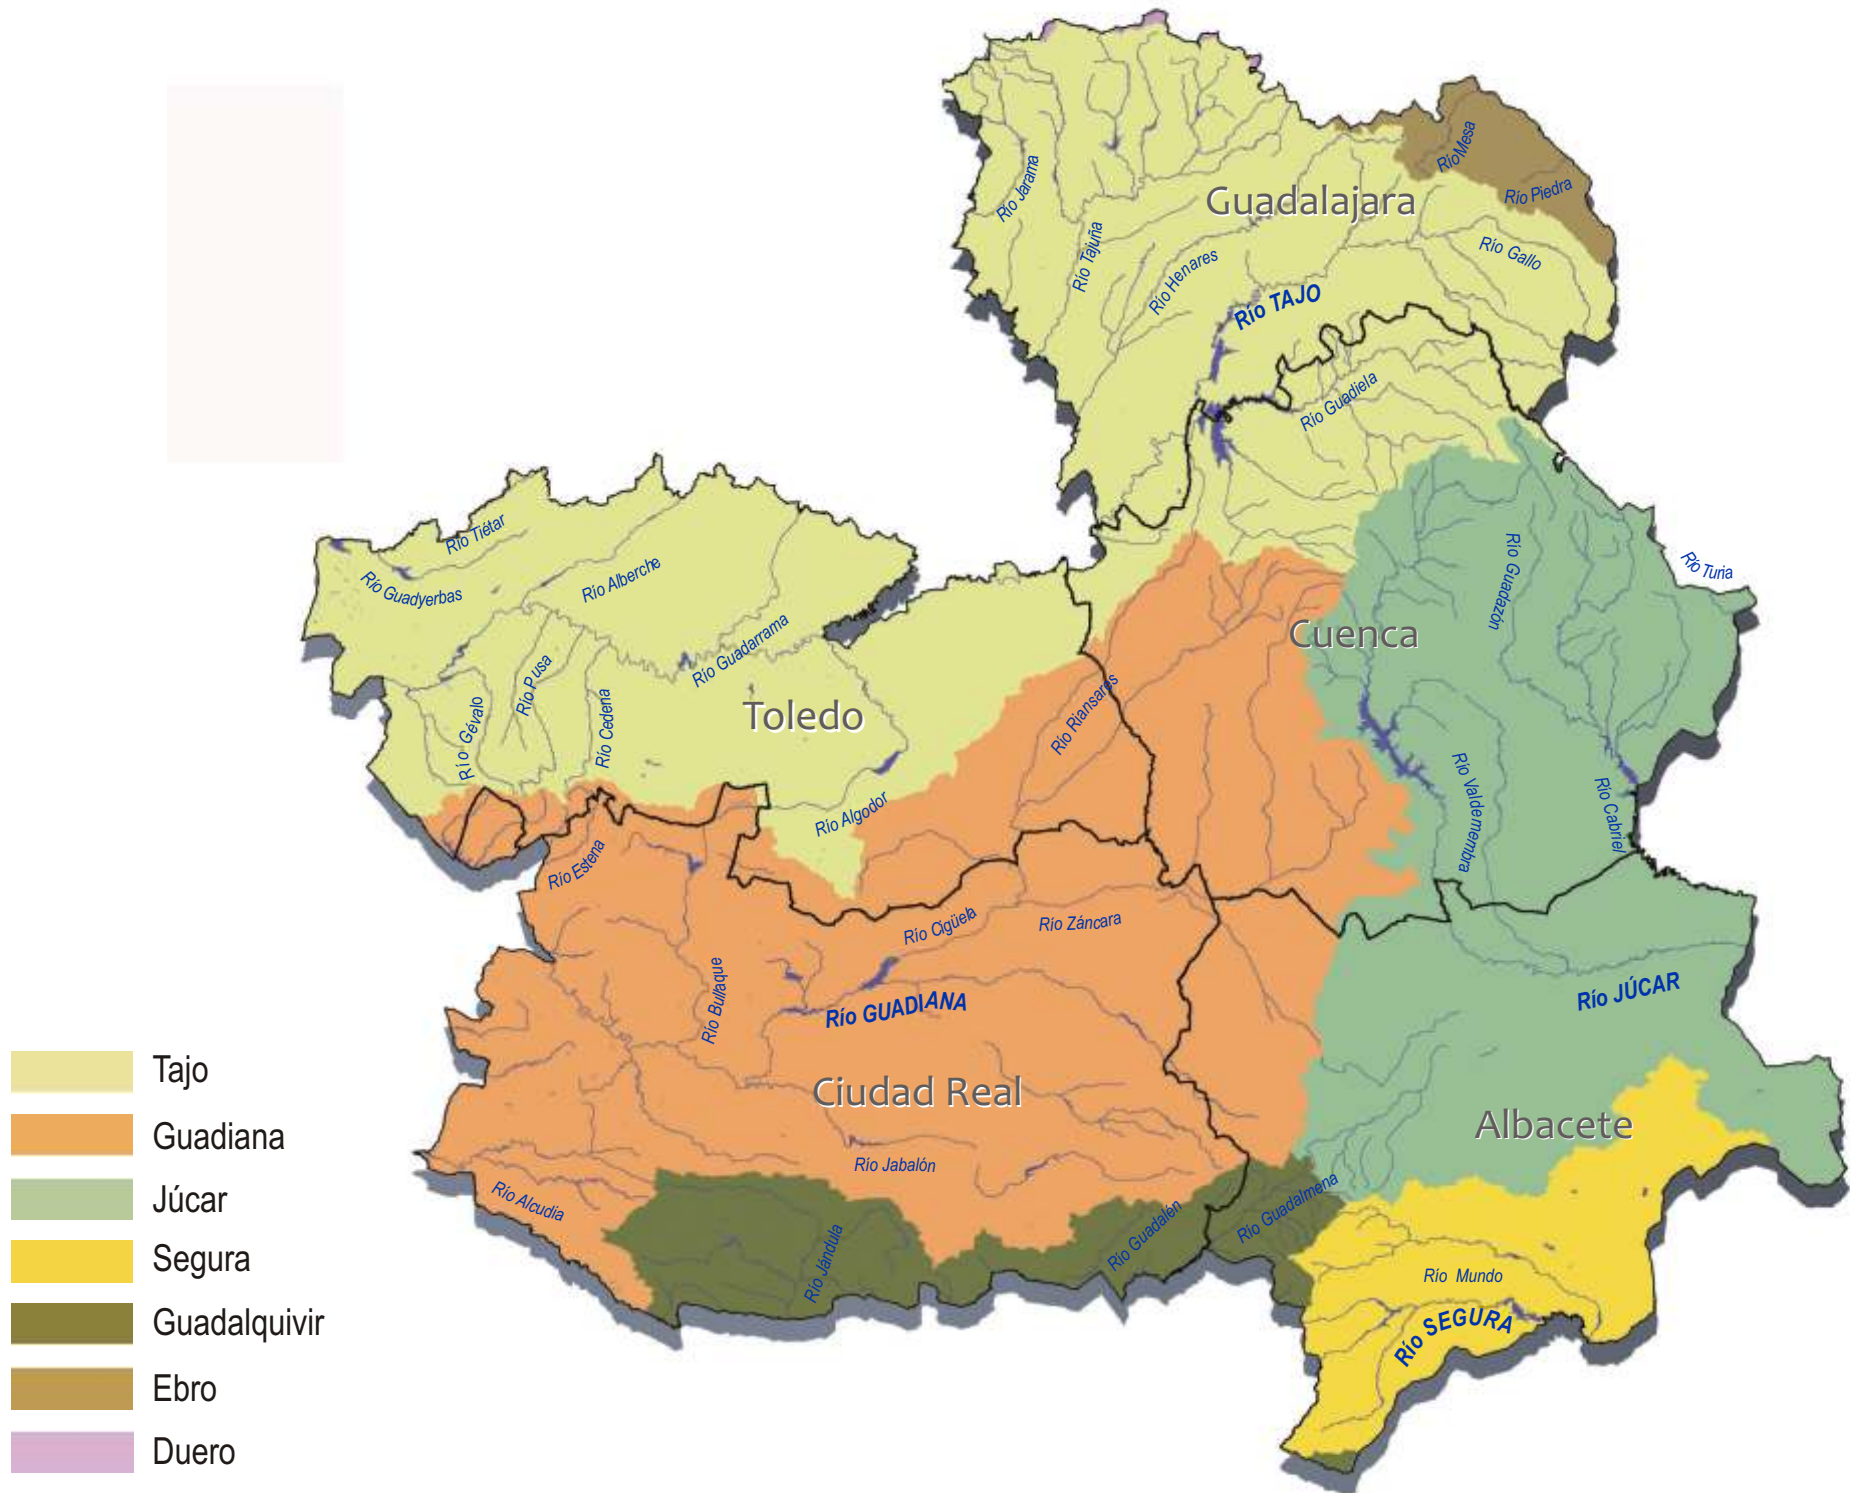 Río Mesa
Río Piedra
Río Jarama
Guadalajara
Río Tajuña
Río Henares
Río Gallo
Río TAJO
Río Guadiela
Río Tiétar
Río Guadyerbas
Río Alberche
Río Guadazón
Río Turia
Río Guadarrama
Cuenca
Río Pusa
Río Gévalo
Río Cedena
Toledo
Río Riansares
Río Algodor
Río Valdemembra
Río Cabriel
Río Estena
Río Cigüela
Río Záncara
Río Bullaque
Río GUADIANA
Río JÚCAR
Ciudad Real
Albacete
Río Jabalón
Río Alcudia
Río Jándula
Río Guadalén
Río Guadalmena
Río Mundo
Río SEGURA
Tajo
Guadiana
Júcar
Segura
Guadalquivir
Ebro
Duero